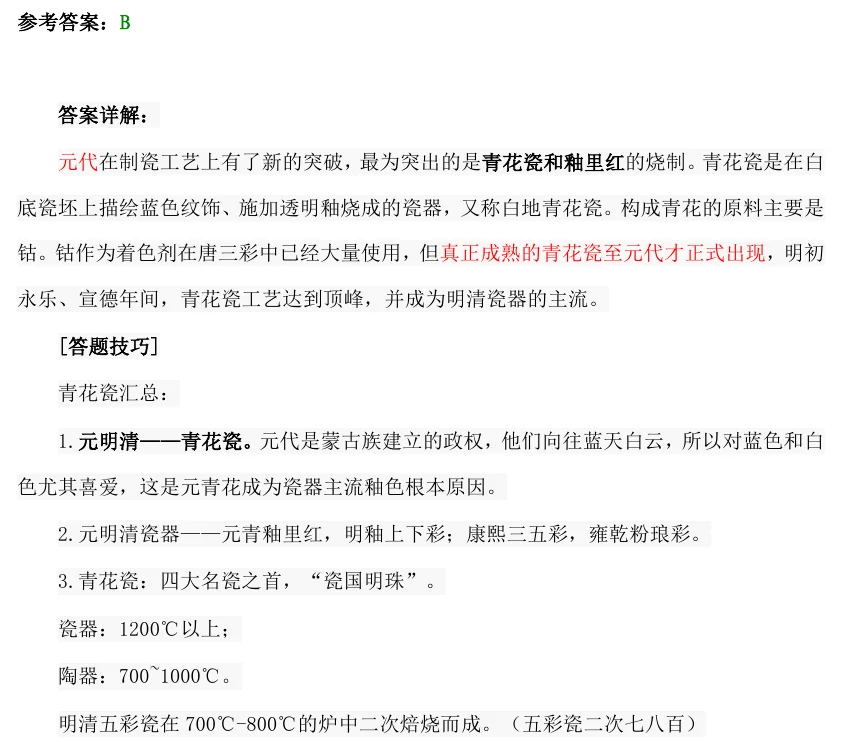 参考答案：B
答案详解：
元代在制瓷工艺上有了新的突破，最为突出的是青花瓷和釉里红的烧制。青花瓷是在白
底瓷坯上描绘蓝色纹饰、施加透明釉烧成的瓷器，又称白地青花瓷。构成青花的原料主要是
钴。钴作为着色剂在唐三彩中已经大量使用，但真正成熟的青花瓷至元代才正式出现，明初
永乐、宣德年间，青花瓷工艺达到顶峰，并成为明清瓷器的主流。
[答题技巧]
青花瓷汇总：
1.元明清——青花瓷。元代是蒙古族建立的政权，他们向往蓝天白云，所以对蓝色和白
色尤其喜爱，这是元青花成为瓷器主流釉色根本原因。
2.元明清瓷器——元青釉里红，明釉上下彩；康熙三五彩，雍乾粉琅彩。
3.青花瓷：四大名瓷之首，“瓷国明珠”。
瓷器：1200℃以上；
陶器：700~1000℃。
明清五彩瓷在 700℃-800℃的炉中二次焙烧而成。（五彩瓷二次七八百）